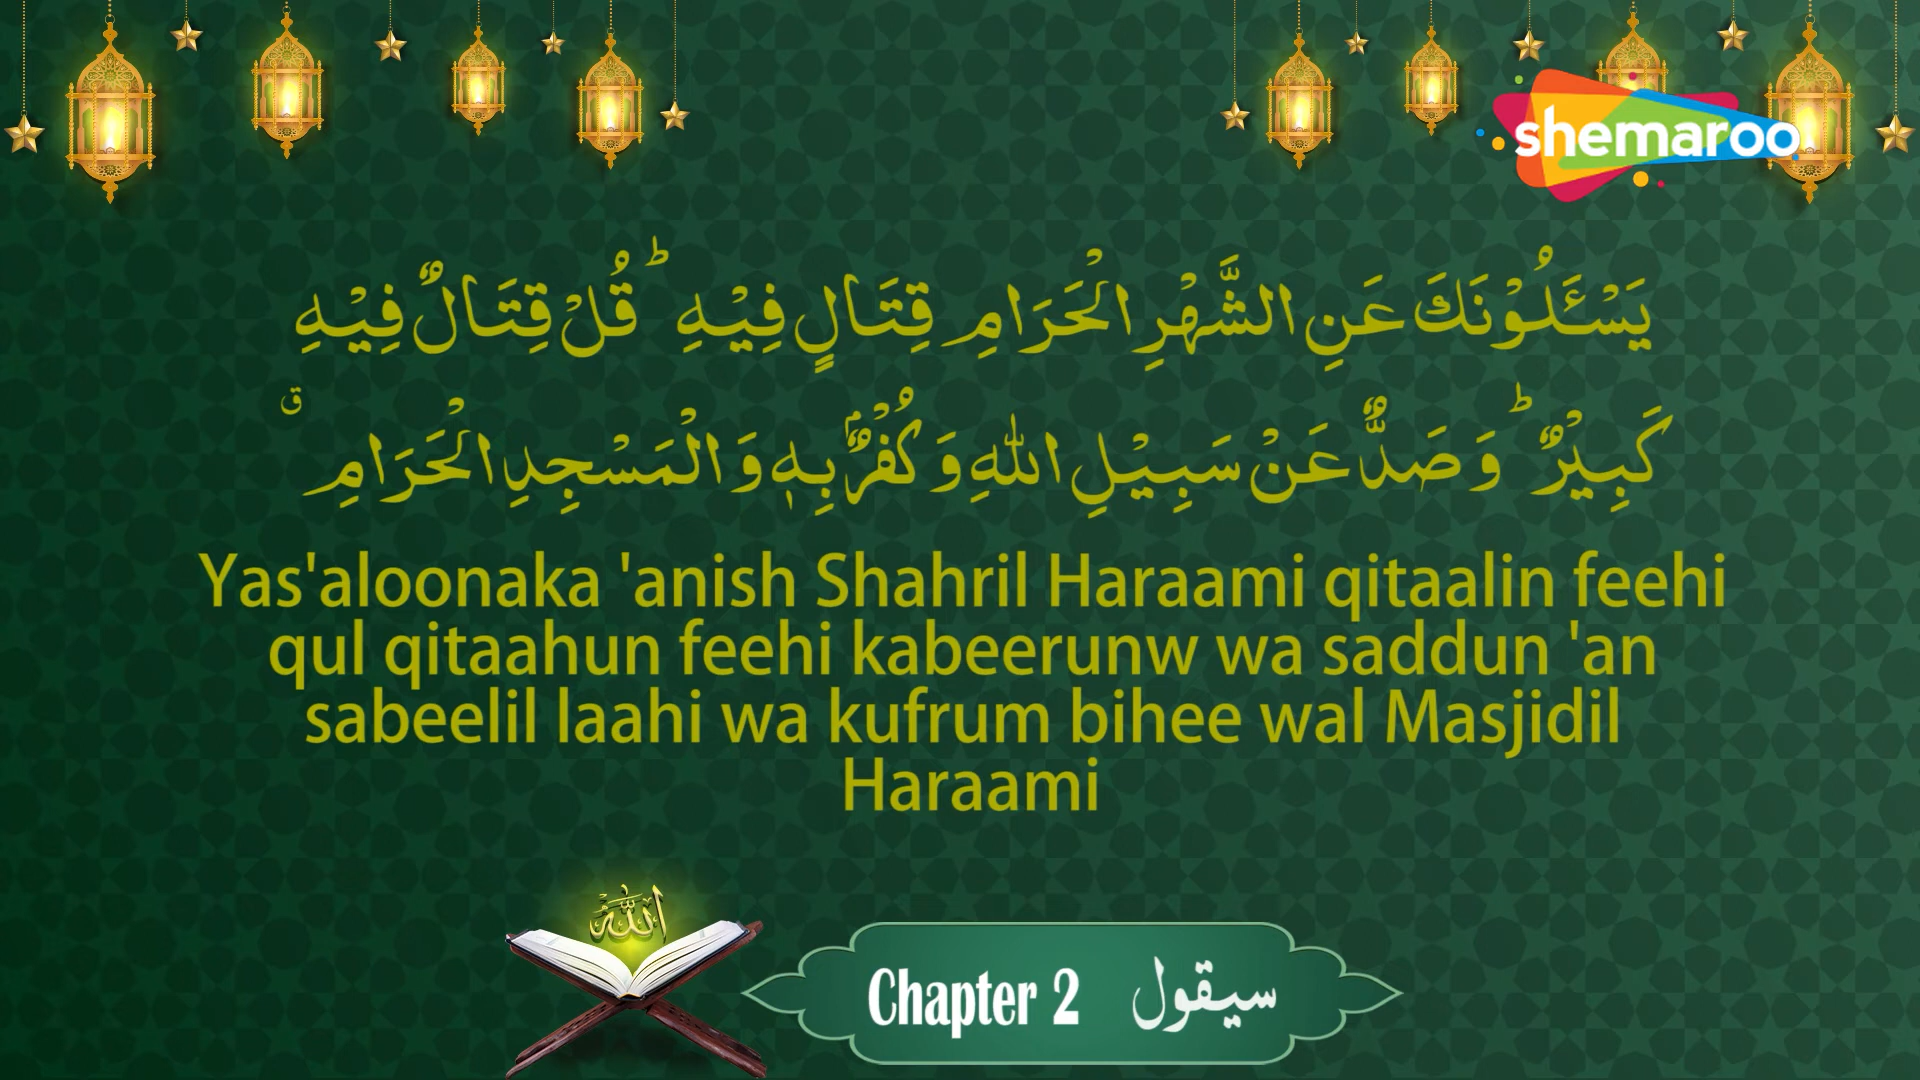 shemaroo
يَسْـَٔلُوْنَكَ عَنِ الشَّهْرِ الْحَرَامِ قِتَالٍ فِيْهِ ؕ قُلْ قِتَالٌ فِيْهِ
كَبِيْرٌ ؕ وَصَدٌّ عَنْ سَبِيْلِ اللّٰهِ وَ كُفْرٌۢ بِهٖ وَالْمَسْجِدِ الْحَرَامِ ۗ
Yas'aloonaka 'anish Shahril Haraami qitaalin feehi
qul qitaahun feehi kabeerunw wa saddun 'an
sabeelil laahi wa kufrum bihee wal Masjidil
Haraami
الله
Chapter 2 سيقول